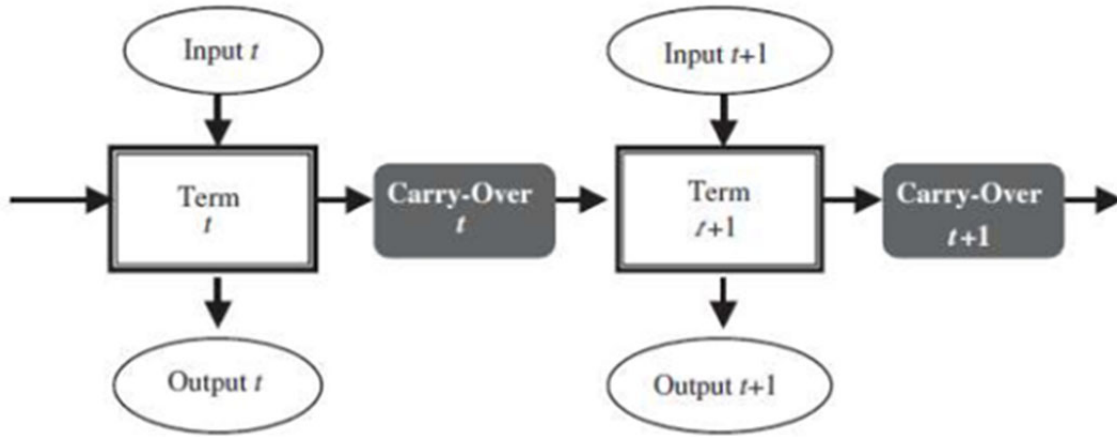 Input t
Input t+1
Term
t
Carry-Over
t
Term
t+1
Carry-Over
t+1
Output t
Output t+1